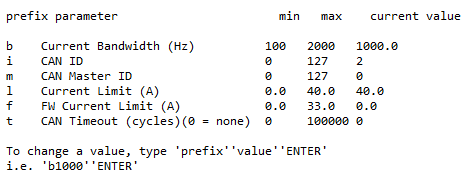 prefix parameter min max current value
b Current Bandwidth (Hz) 100 2000 1000.0
i CAN ID 0 127 2
m CAN Master ID 0 127 0
l Current Limit (A) 0.0 40.0 40.0
f FW Current Limit (A) 0.0 33.0 0.0
t CAN Timeout (cycles)(0 = none) 0 100000 0
To change a value, type 'prefix''value''ENTER'
i.e. 'b1000''ENTER'